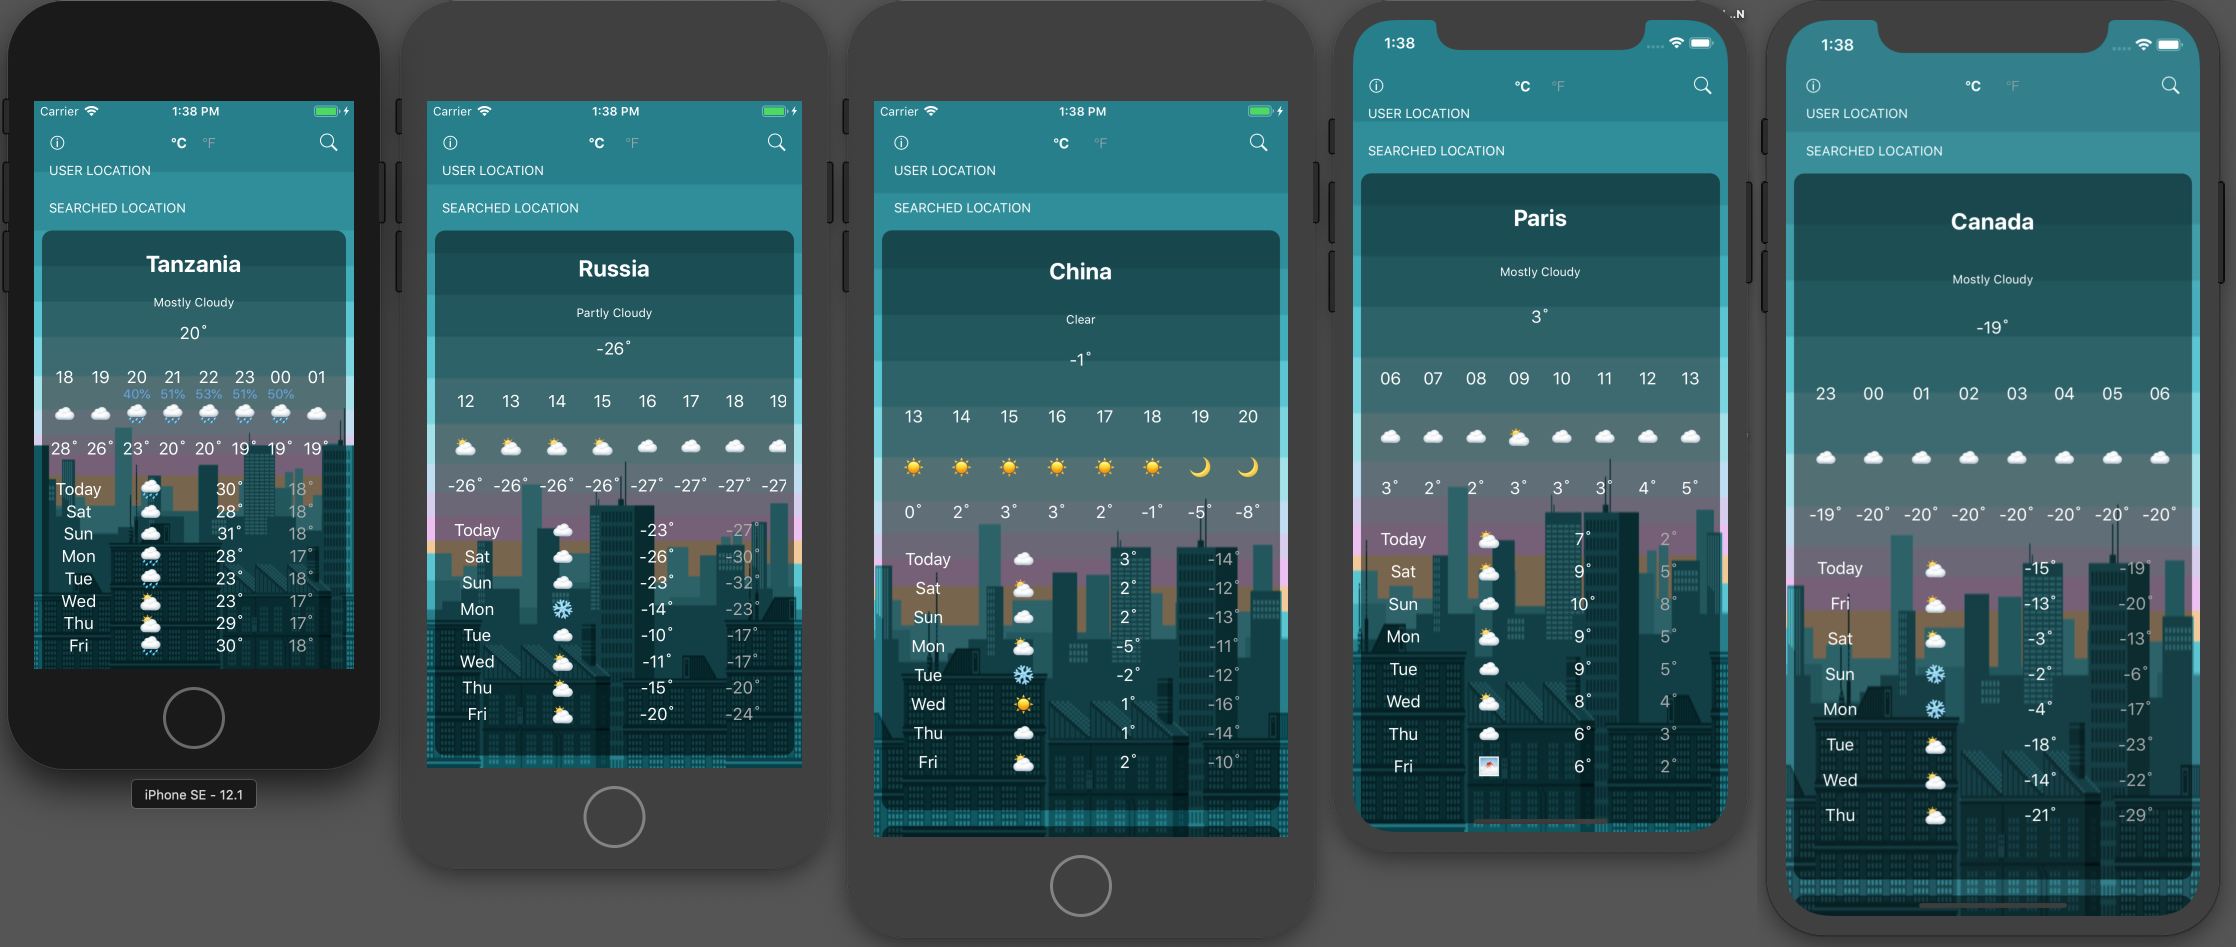 Carrier 1:38 PM
°C °F
USER LOCATION
SEARCHED LOCATION
Tanzania
Mostly Cloudy
20°
18 19 20 21 22 23 00 01
40% 51% 53% 51% 50%
28° 26° 23° 20° 20° 19° 19° 19°
Today 30° 18°
Sat 28° 18°
Sun 31° 18°
Mon 28° 17°
Tue 23° 18°
Wed 23° 17°
Thu 29° 17°
Fri 30° 18°
iPhone SE - 12.1
Carrier 1:38 PM
°C °F
USER LOCATION
SEARCHED LOCATION
Russia
Partly Cloudy
-26°
12 13 14 15 16 17 18 19
-26° -26° -26° -26° -27° -27° -27° -27
Today -23° -27°
Sat -26° -30°
Sun -23° -32°
Mon -14° -23°
Tue -10° -17°
Wed -11° -17°
Thu -15° -20°
Fri -20° -24°
Carrier 1:38 PM
°C °F
USER LOCATION
SEARCHED LOCATION
China
Clear
-1°
13 14 15 16 17 18 19 20
0° 2° 3° 3° 2° -1° -5° -8°
Today 3° -14°
Sat 2° -12°
Sun 2° -13°
Mon -5° -11°
Tue -2° -12°
Wed 1° -16°
Thu 1° -14°
Fri 2° -10°
...N
1:38
°C °F
USER LOCATION
SEARCHED LOCATION
Paris
Mostly Cloudy
3°
06 07 08 09 10 11 12 13
3° 2° 2° 3° 3° 3° 4° 5°
Today 7° 2°
Sat 9° 5°
Sun 10° 8°
Mon 9° 5°
Tue 9° 5°
Wed 8° 4°
Thu 6° 3°
Fri 6° 2°
1:38
°C °F
USER LOCATION
SEARCHED LOCATION
Canada
Mostly Cloudy
-19°
23 00 01 02 03 04 05 06
-19° -20° -20° -20° -20° -20° -20° -20°
Today -15° -19°
Fri -13° -20°
Sat -3° -13°
Sun -2° -6°
Mon -4° -17°
Tue -18° -23°
Wed -14° -22°
Thu -21° -29°